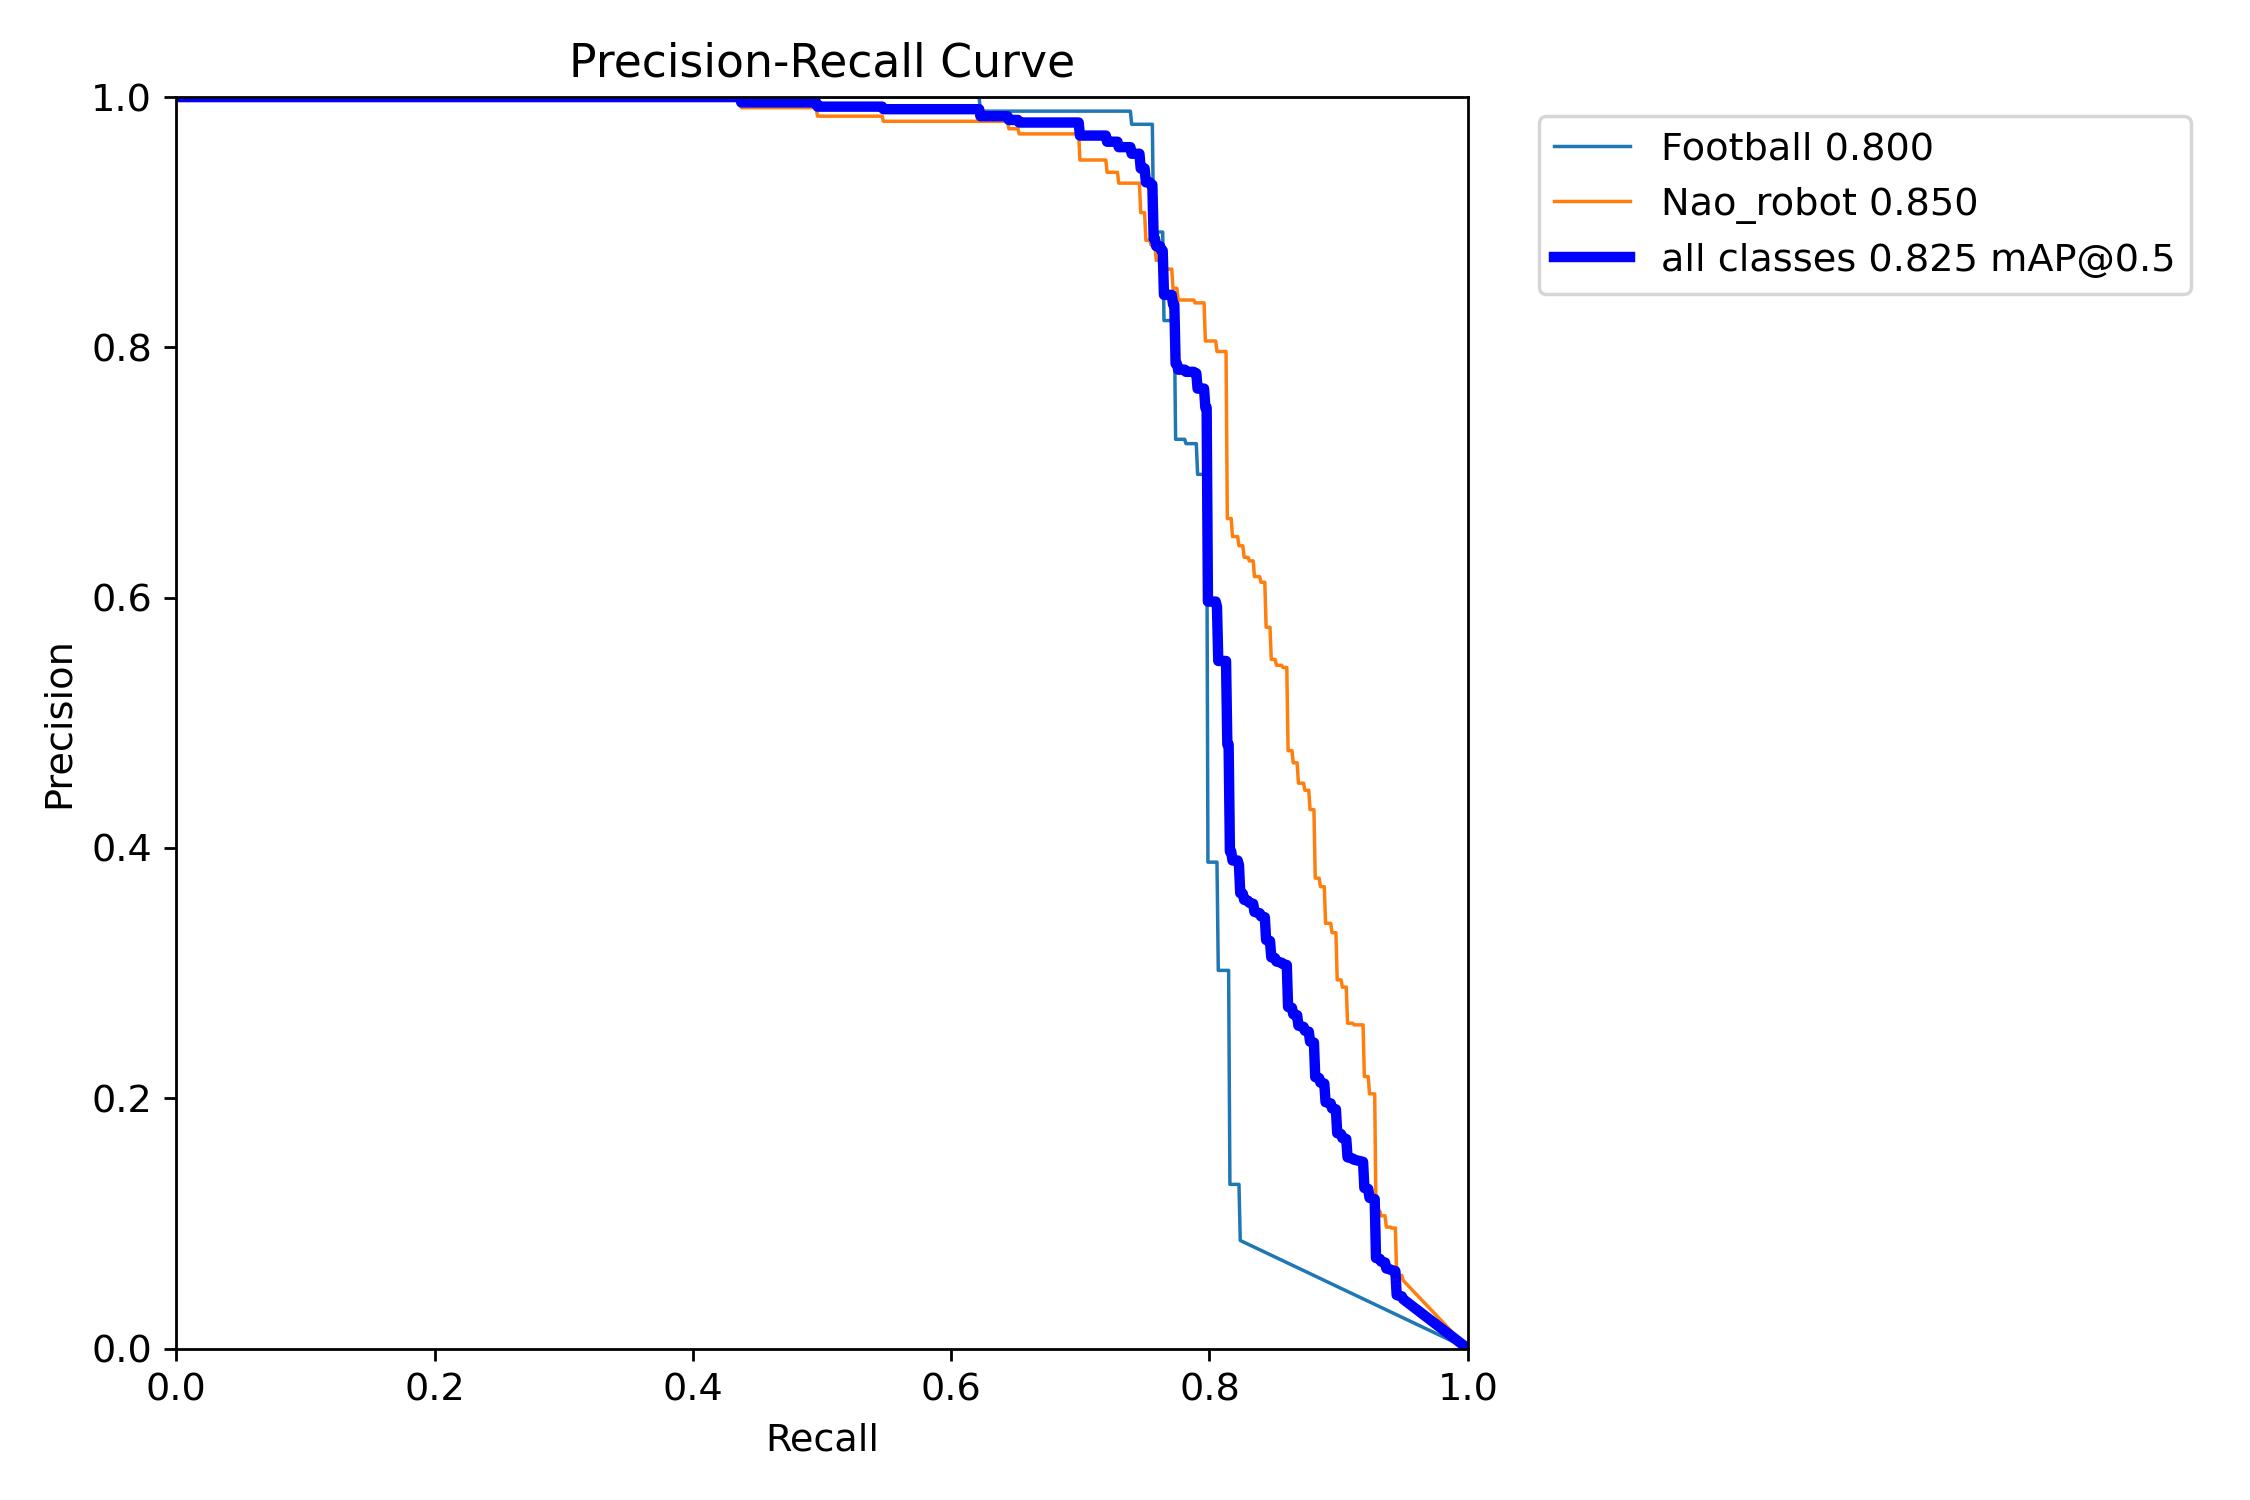 Precision-Recall Curve
1.0
0.8
0.6
0.4
0.2
0.0
Precision
0.0 0.2 0.4 0.6 0.8 1.0
Recall
Football 0.800
Nao_robot 0.850
all classes 0.825 mAP@0.5